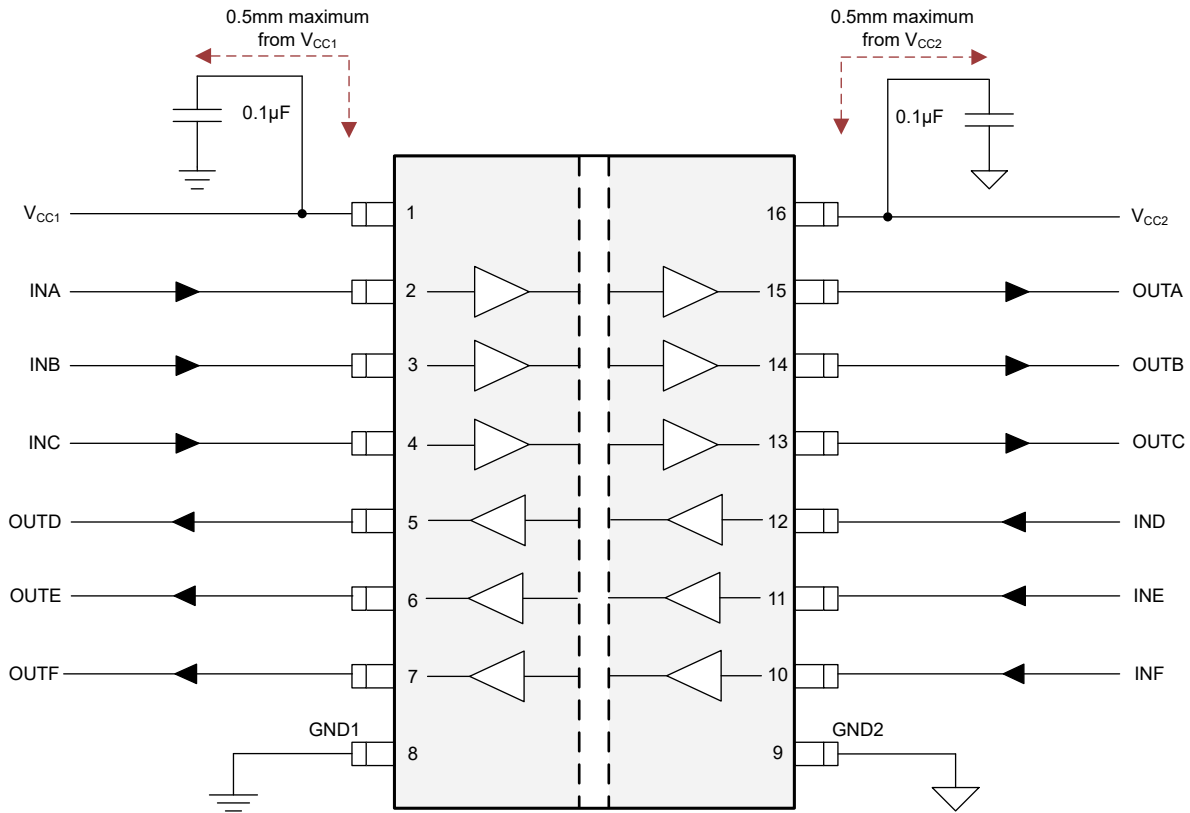 0.5mm maximum
from VCC1
0.5mm maximum
from VCC2
0.1µF
0.1µF
VCC1
1
16
VCC2
INA
2
15
OUTA
INB
3
14
OUTB
INC
4
13
OUTC
OUTD
5
12
IND
OUTE
6
11
INE
OUTF
7
10
INF
GND1
GND2
8
9